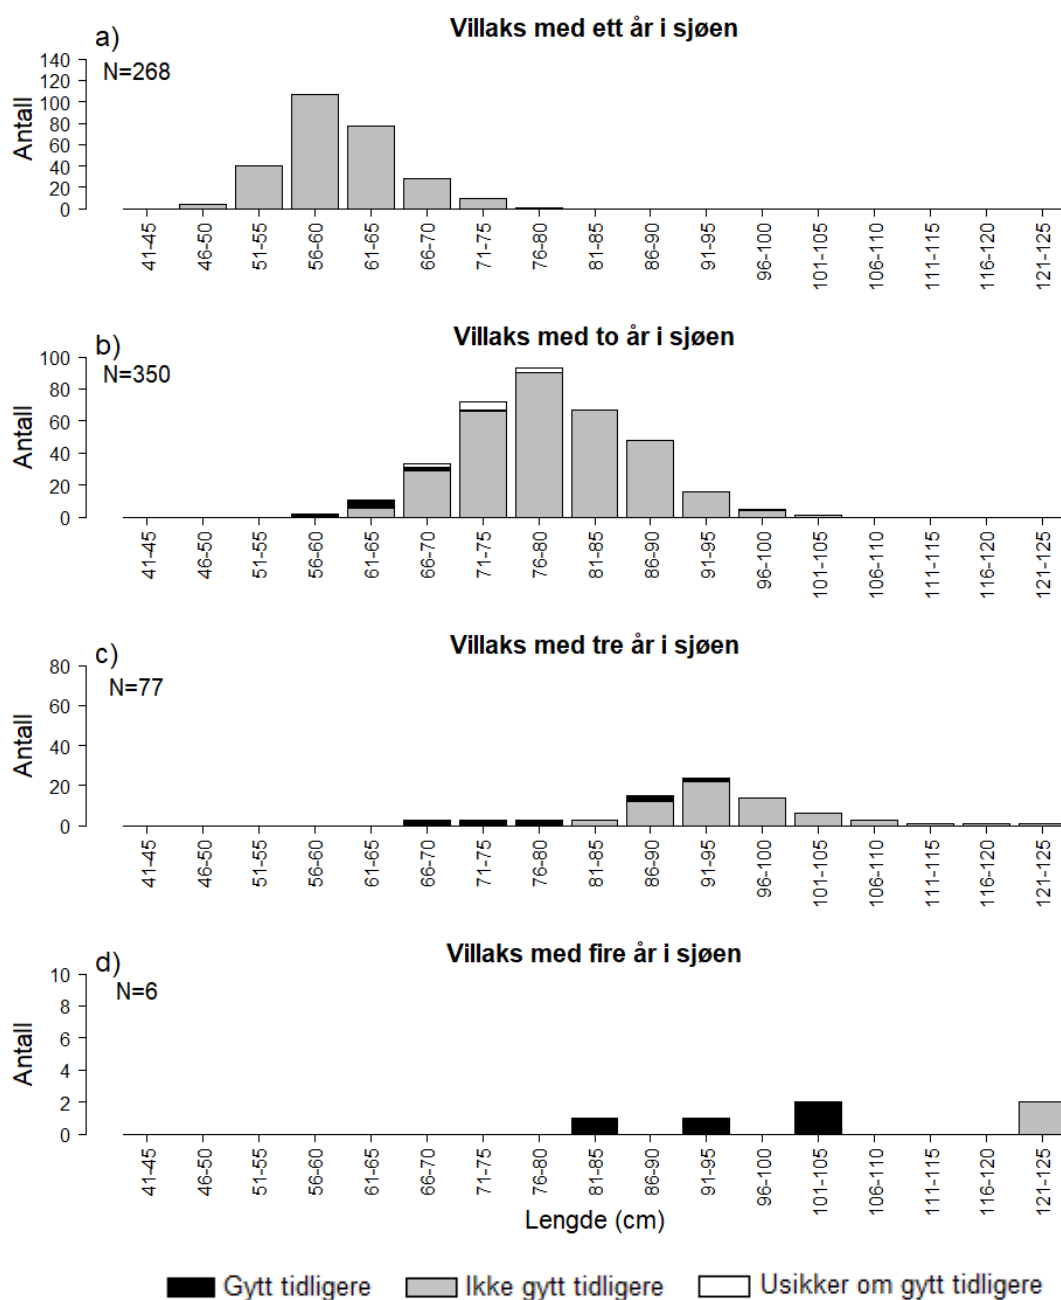 a)
Villaks med ett år i sjøen
N=268
Antall
140
120
100
80
60
40
20
0
41-45 46-50 51-55 56-60 61-65 66-70 71-75 76-80 81-85 86-90 91-95 96-100 101-105 106-110 111-115 116-120 121-125
b)
Villaks med to år i sjøen
N=350
Antall
100
80
60
40
20
0
41-45 46-50 51-55 56-60 61-65 66-70 71-75 76-80 81-85 86-90 91-95 96-100 101-105 106-110 111-115 116-120 121-125
c)
Villaks med tre år i sjøen
N=77
Antall
80
60
40
20
0
41-45 46-50 51-55 56-60 61-65 66-70 71-75 76-80 81-85 86-90 91-95 96-100 101-105 106-110 111-115 116-120 121-125
d)
Villaks med fire år i sjøen
N=6
Antall
10
8
6
4
2
0
41-45 46-50 51-55 56-60 61-65 66-70 71-75 76-80 81-85 86-90 91-95 96-100 101-105 106-110 111-115 116-120 121-125
Lengde (cm)
Gytt tidligere Ikke gytt tidligere Usikker om gytt tidligere